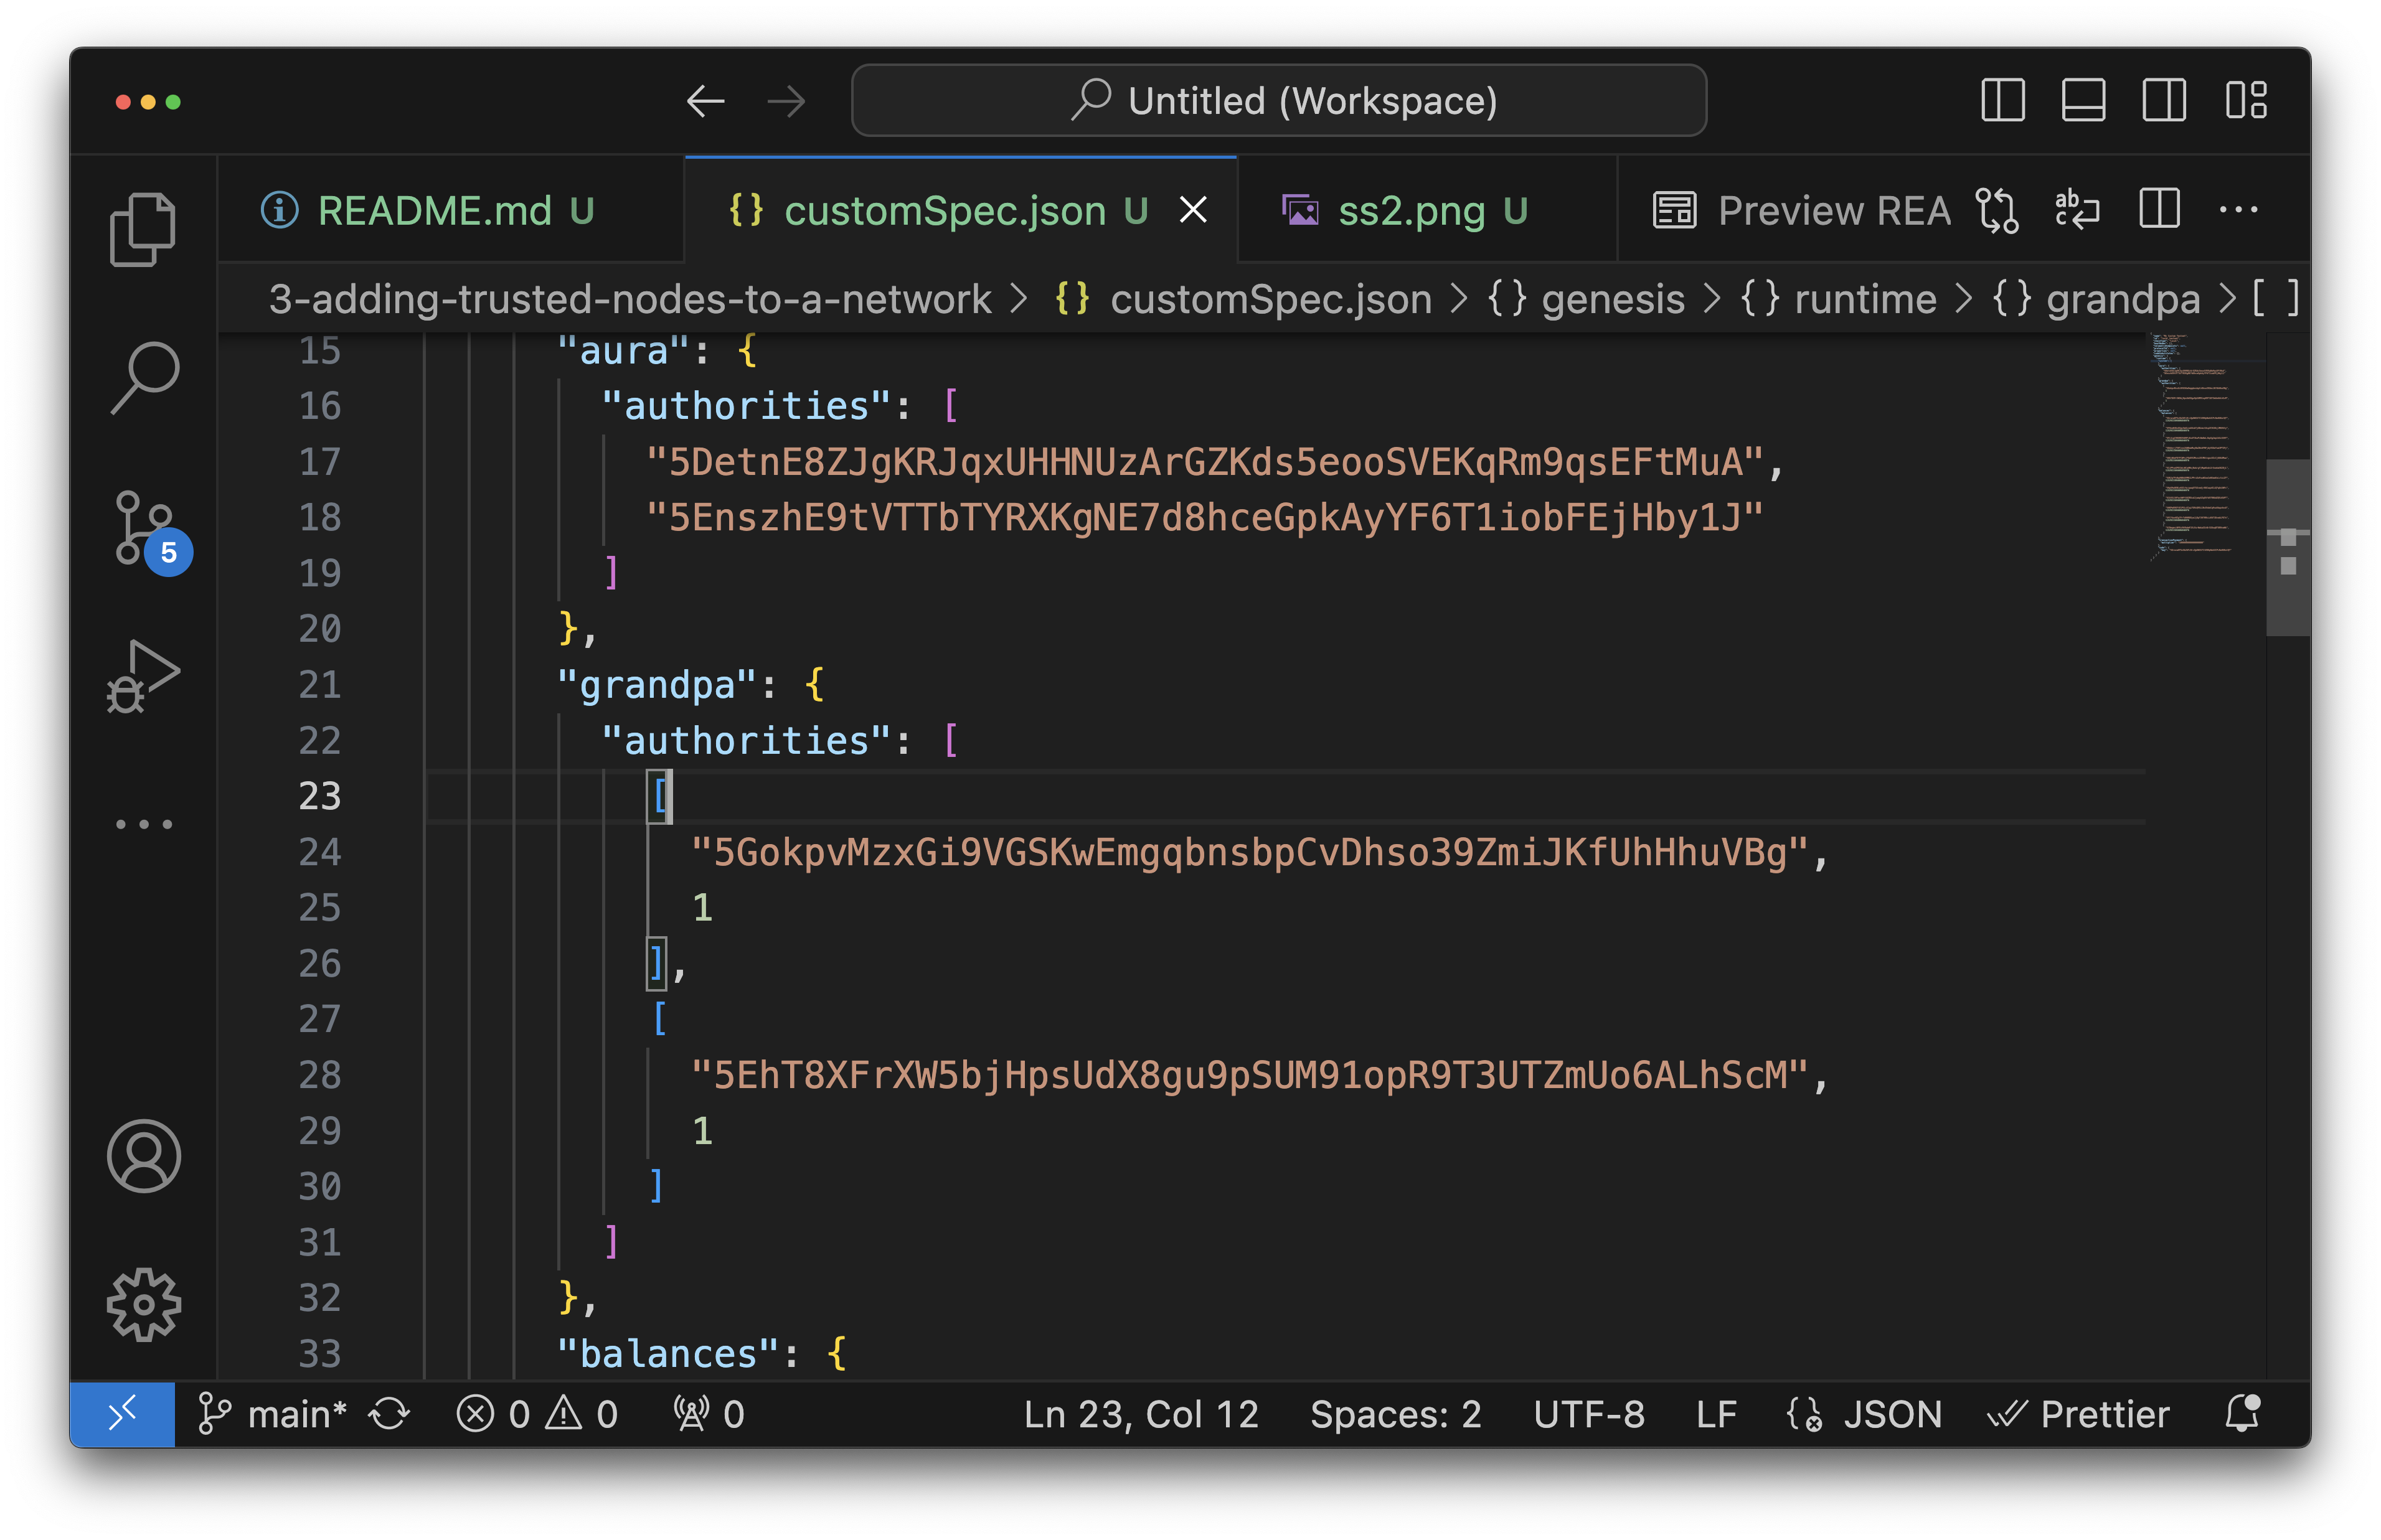 Untitled (Workspace)
README.md U
{} customSpec.json U
ss2.png U
Preview REA
3-adding-trusted-nodes-to-a-network > {} customSpec.json > {} genesis > {} runtime > {} grandpa > [ ]
15 "aura": {
16 "authorities": [
17 "5DetnE8ZJgKRJqxUHHNUzArGZKds5eooSVEKqRm9qsEFtMuA",
18 "5EnszhE9tVTTbTYRXKgNE7d8hceGpkAyYF6T1iobFEjHby1J"
19 ]
20 },
21 "grandpa": {
22 "authorities": [
23 [
24 "5GokpvMzxGi9VGSKwEmgqbnsbpCvDhso39ZmiJKfUhHhuVBg",
25 1
26 ],
27 [
28 "5EhT8XFrXW5bjHpsUdX8gu9pSUM91opR9T3UTZmUo6ALhScM",
29 1
30 ]
31 ]
32 },
33 "balances": {
5
main* 0 0 0 Ln 23, Col 12 Spaces: 2 UTF-8 LF JSON Prettier